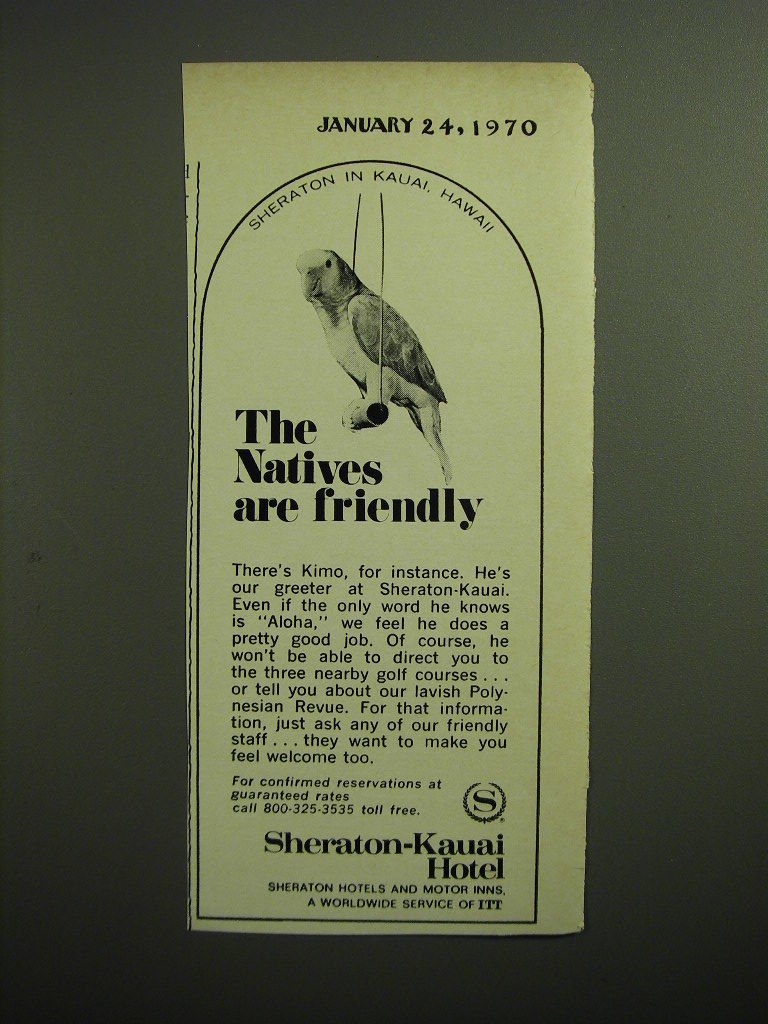 JANUARY 24, 1970
SHERATON IN KAUAI, HAWAII
The
Natives
are friendly
There's Kimo, for instance. He's
our greeter at Sheraton-Kauai.
Even if the only word he knows
is "Aloha," we feel he does a
pretty good job. Of course, he
won't be able to direct you to
the three nearby golf courses . . .
or tell you about our lavish Poly-
nesian Revue. For that informa-
tion, just ask any of our friendly
staff . . . they want to make you
feel welcome too.
For confirmed reservations at
guaranteed rates
call 800-325-3535 toll free.
S
®
Sheraton-Kauai
Hotel
SHERATON HOTELS AND MOTOR INNS,
A WORLDWIDE SERVICE OF ITT